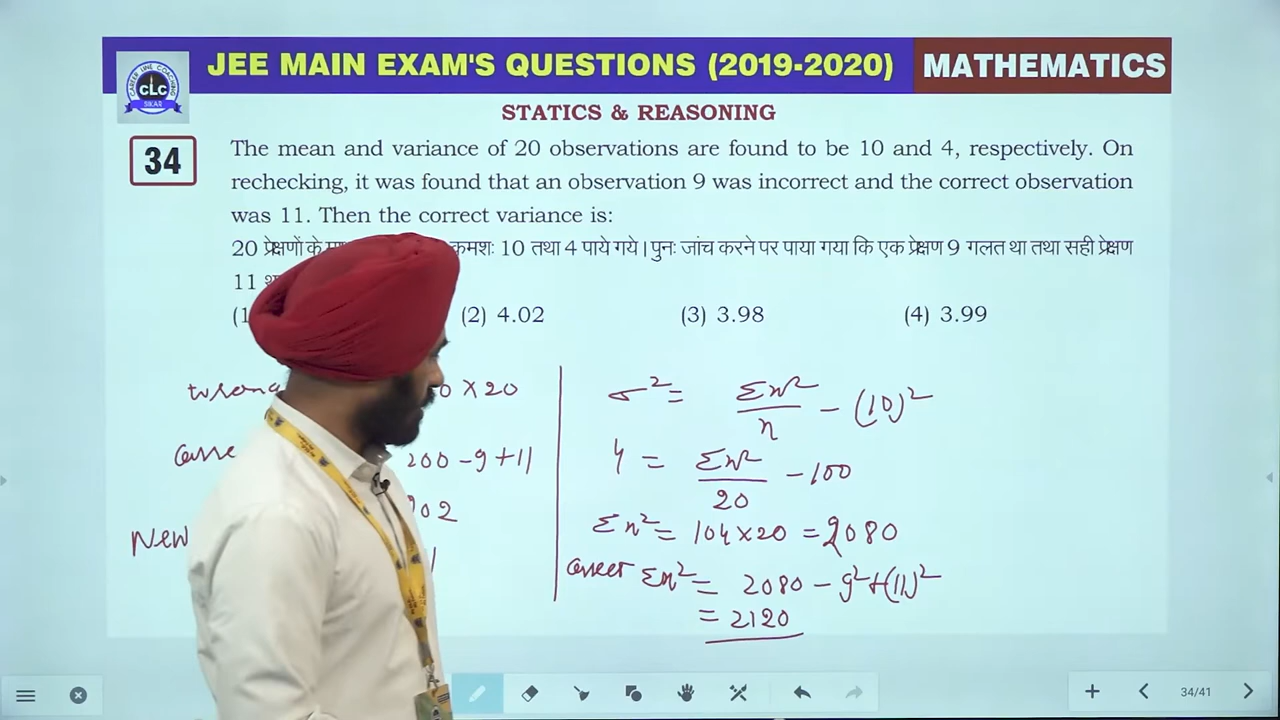 JEE MAIN EXAM'S QUESTIONS (2019-2020) MATHEMATICS
CAREER LINE COACHING
CLC
SIKAR
STATICS & REASONING
34
The mean and variance of 20 observations are found to be 10 and 4, respectively. On
rechecking, it was found that an observation 9 was incorrect and the correct observation
was 11. Then the correct variance is:
20 प्रेक्षणों के क्रमशः 10 तथा 4 पाये गये। पुनः जांच करने पर पाया गया कि एक प्रेक्षण 9 गलत था तथा सही प्रेक्षण
11
(1 (2) 4.02 (3) 3.98 (4) 3.99
wrong 0 × 20
200 - 9 + 11
02
New
σ² = Σx²/n - (10)²
4 = Σx²/20 - 100
Σx² = 104 × 20 = 2080
correct Σx² = 2080 - 9² + (11)²
= 2120
34/41